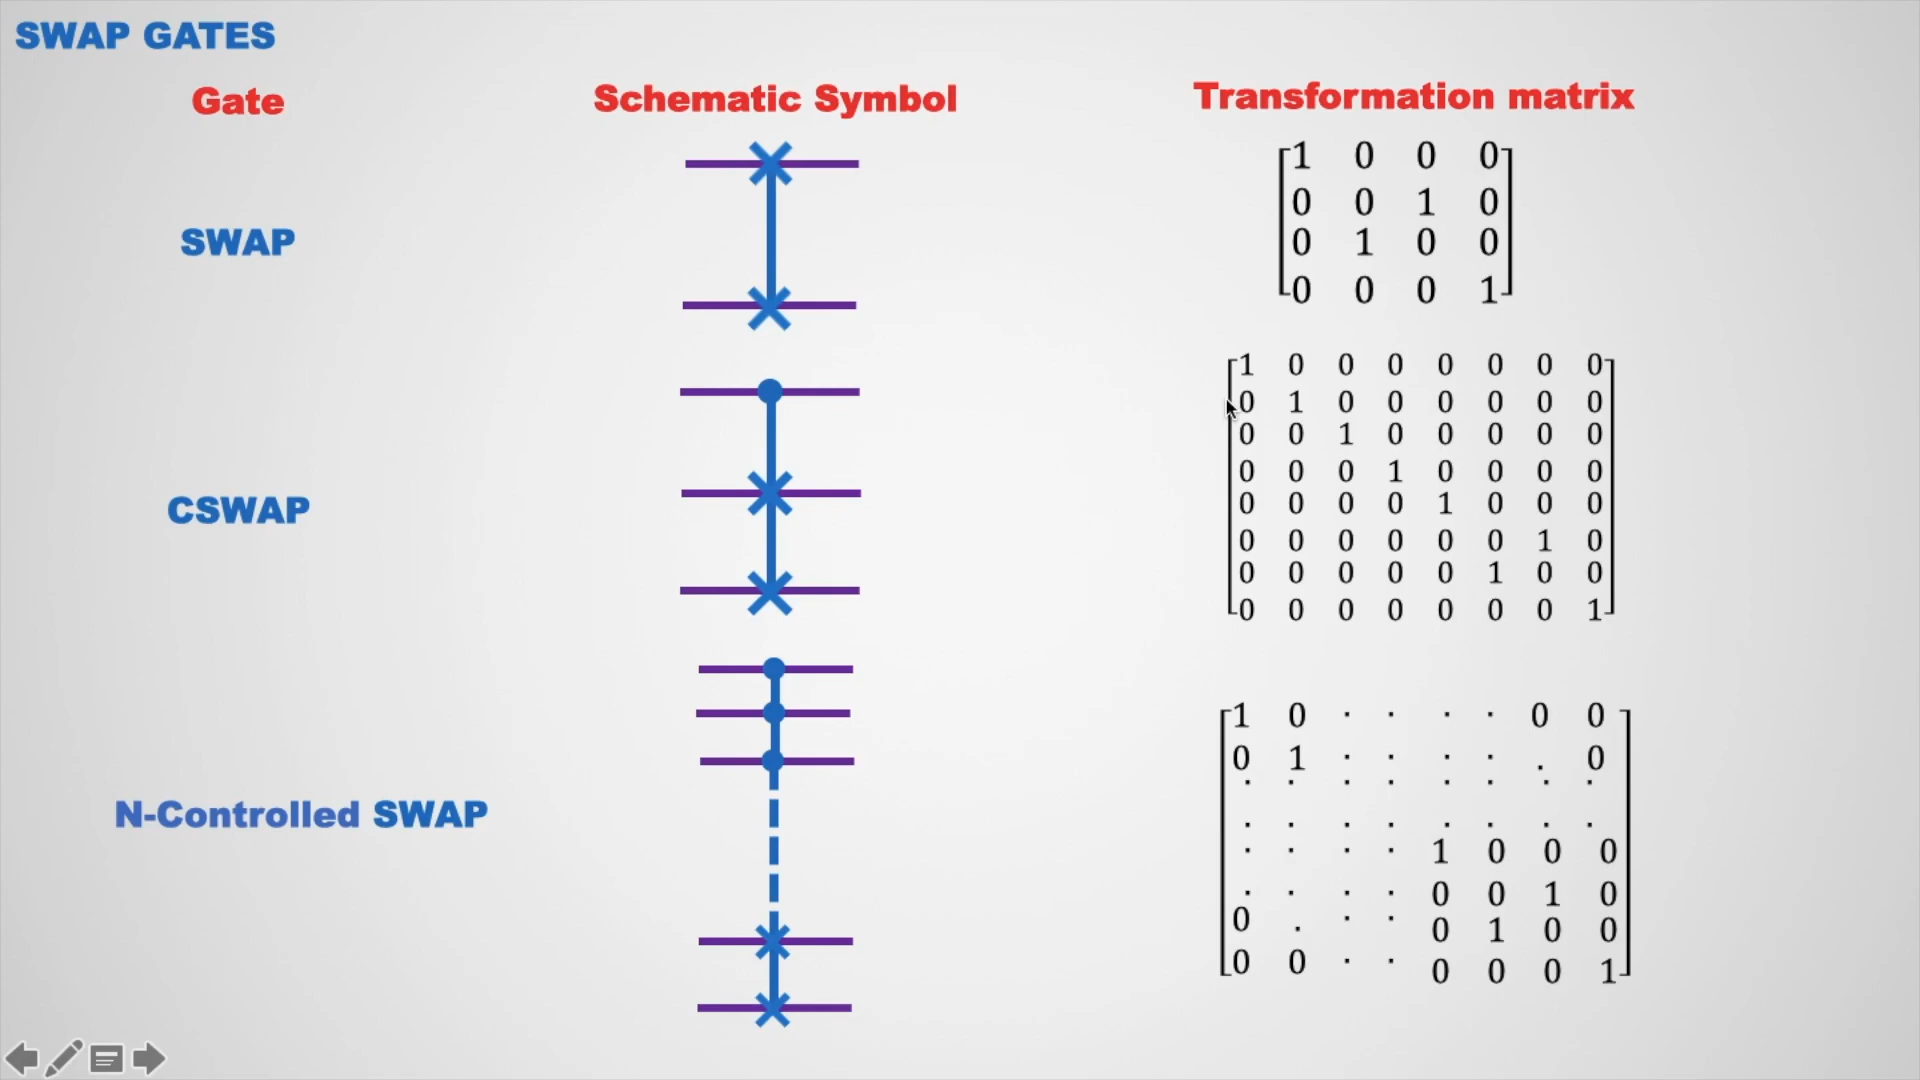 SWAP GATES
Gate
Schematic Symbol
Transformation matrix
SWAP
1 0 0 0
0 0 1 0
0 1 0 0
0 0 0 1
CSWAP
1 0 0 0 0 0 0 0
0 1 0 0 0 0 0 0
0 0 1 0 0 0 0 0
0 0 0 1 0 0 0 0
0 0 0 0 1 0 0 0
0 0 0 0 0 0 1 0
0 0 0 0 0 1 0 0
0 0 0 0 0 0 0 1
N-Controlled SWAP
1 0 · · · · 0 0
0 1 · · · · . 0
· · · · · · · ·
· · · · · · · ·
· · · · 1 0 0 0
· · · · 0 0 1 0
0 . · · 0 1 0 0
0 0 · · 0 0 0 1